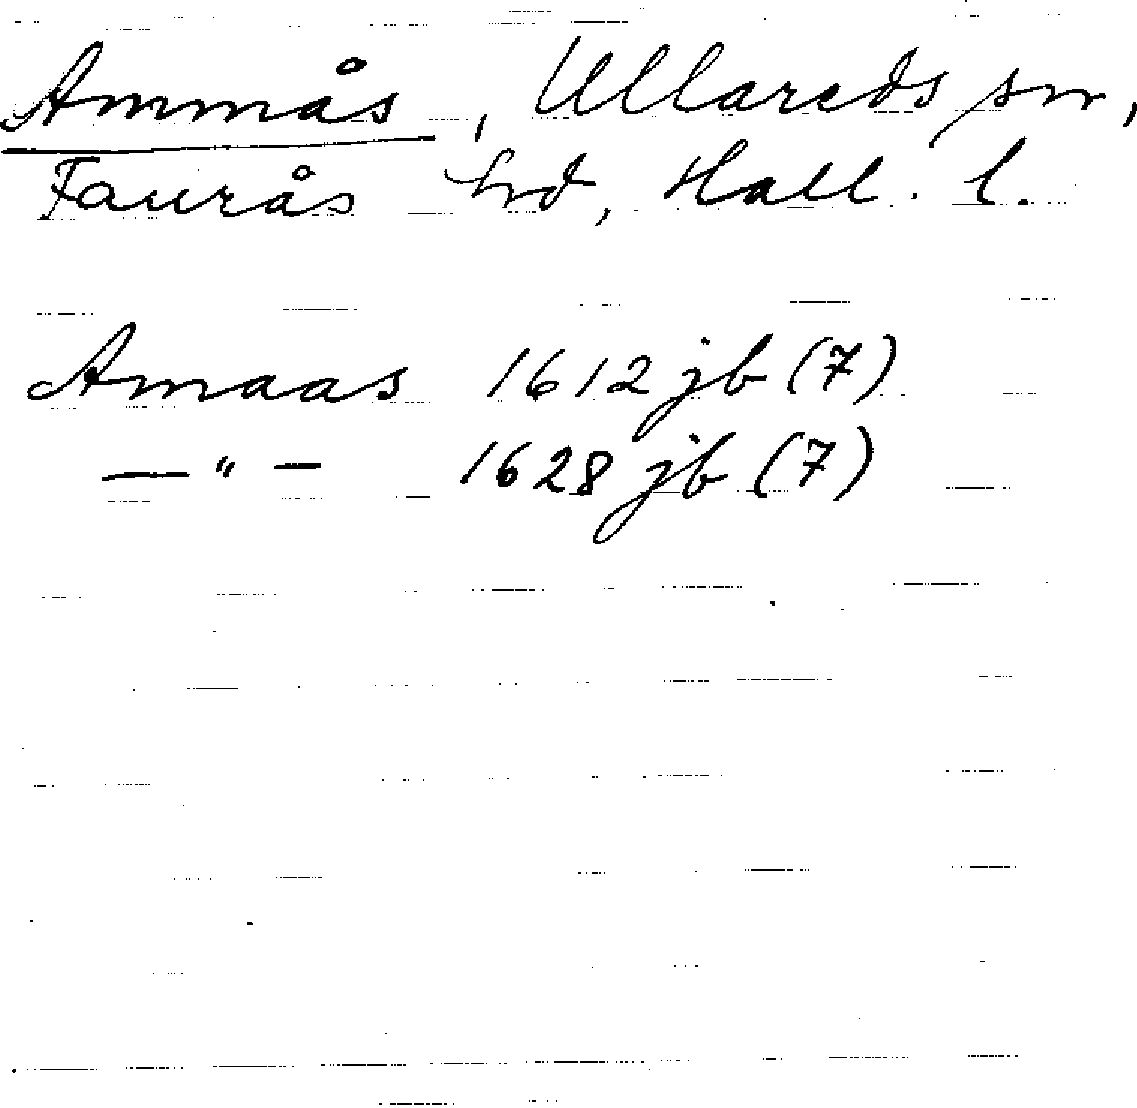 Ammås, Ullareds sn,
Faurås hd, Hall. l.
Amaas 1612 jb (7)
—"— 1628 jb (7)